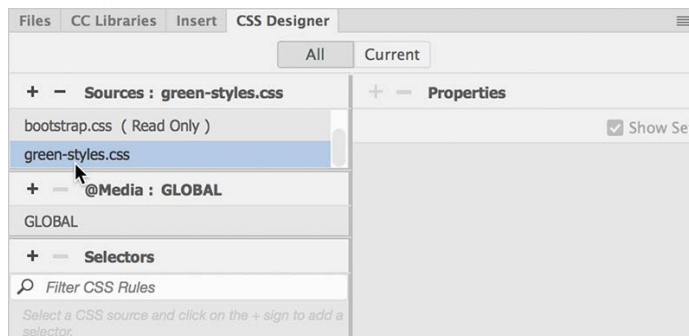 Files CC Libraries Insert CSS Designer
All Current
+ − Sources : green-styles.css
+ − Properties
bootstrap.css ( Read Only )
Show Se
green-styles.css
+ − @Media : GLOBAL
GLOBAL
+ − Selectors
Filter CSS Rules
Select a CSS source and click on the + sign to add a
selector.